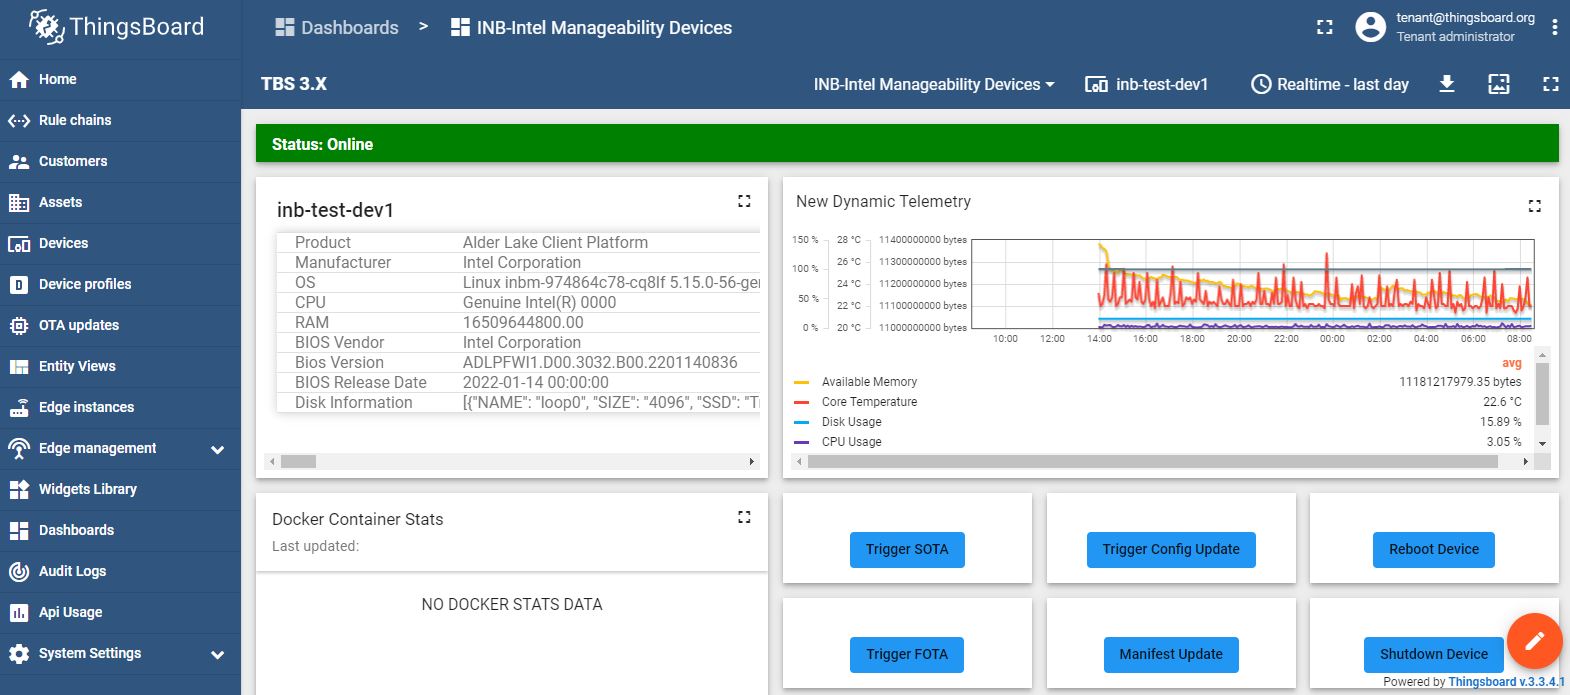 ThingsBoard
Dashboards > INB-Intel Manageability Devices
tenant@thingsboard.org
Tenant administrator
TBS 3.X
INB-Intel Manageability Devices
inb-test-dev1
Realtime - last day
Home
Rule chains
Customers
Assets
Devices
Device profiles
OTA updates
Entity Views
Edge instances
Edge management
Widgets Library
Dashboards
Audit Logs
Api Usage
System Settings
Status: Online
inb-test-dev1
Product Alder Lake Client Platform
Manufacturer Intel Corporation
OS Linux inbm-974864c78-cq8lf 5.15.0-56-ger
CPU Genuine Intel(R) 0000
RAM 16509644800.00
BIOS Vendor Intel Corporation
Bios Version ADLPFWI1.D00.3032.B00.2201140836
BIOS Release Date 2022-01-14 00:00:00
Disk Information [{"NAME": "loop0", "SIZE": "4096", "SSD": "T
New Dynamic Telemetry
150 % 28 °C 11400000000 bytes
26 °C 11300000000 bytes
100 %
24 °C 11200000000 bytes
50 %
22 °C 11100000000 bytes
0 % 20 °C 11000000000 bytes
10:00 12:00 14:00 16:00 18:00 20:00 22:00 00:00 02:00 04:00 06:00 08:00
avg
Available Memory 11181217979.35 bytes
Core Temperature 22.6 °C
Disk Usage 15.89 %
CPU Usage 3.05 %
Docker Container Stats
Last updated:
NO DOCKER STATS DATA
Trigger SOTA
Trigger Config Update
Reboot Device
Trigger FOTA
Manifest Update
Shutdown Device
Powered by Thingsboard v.3.3.4.1